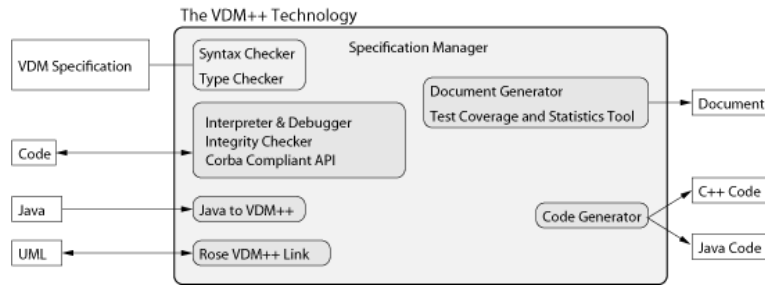 The VDM++ Technology
VDM Specification
Syntax Checker
Type Checker
Specification Manager
Document Generator
Test Coverage and Statistics Tool
Document
Interpreter & Debugger
Integrity Checker
Corba Compliant API
Code
Java
Java to VDM++
Code Generator
C++ Code
Java Code
UML
Rose VDM++ Link